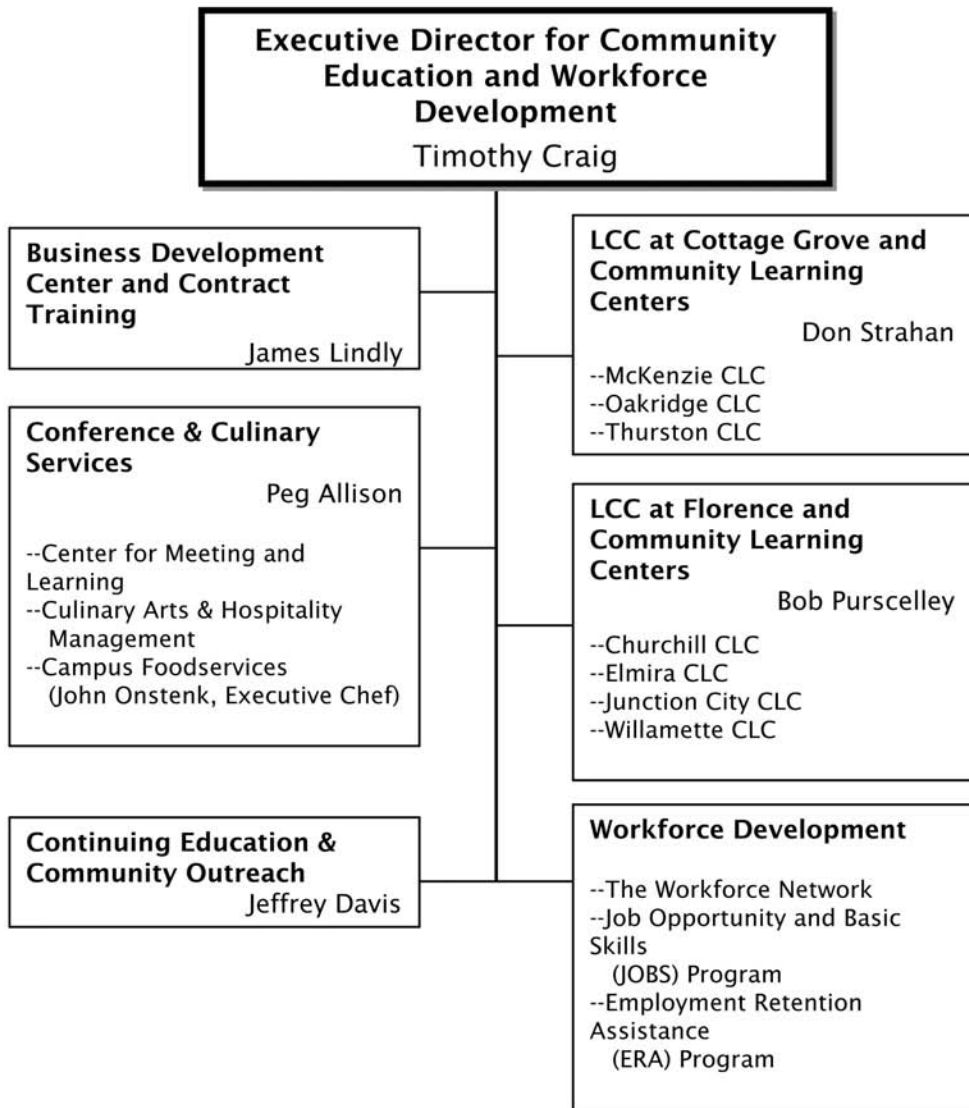 Executive Director for Community
Education and Workforce
Development
Timothy Craig
Business Development
Center and Contract
Training
James Lindly
Conference & Culinary
Services
Peg Allison
--Center for Meeting and
Learning
--Culinary Arts & Hospitality
Management
--Campus Foodservices
(John Onstenk, Executive Chef)
Continuing Education &
Community Outreach
Jeffrey Davis
LCC at Cottage Grove and
Community Learning
Centers
Don Strahan
--McKenzie CLC
--Oakridge CLC
--Thurston CLC
LCC at Florence and
Community Learning
Centers
Bob Purscelley
--Churchill CLC
--Elmira CLC
--Junction City CLC
--Willamette CLC
Workforce Development
--The Workforce Network
--Job Opportunity and Basic
Skills
(JOBS) Program
--Employment Retention
Assistance
(ERA) Program